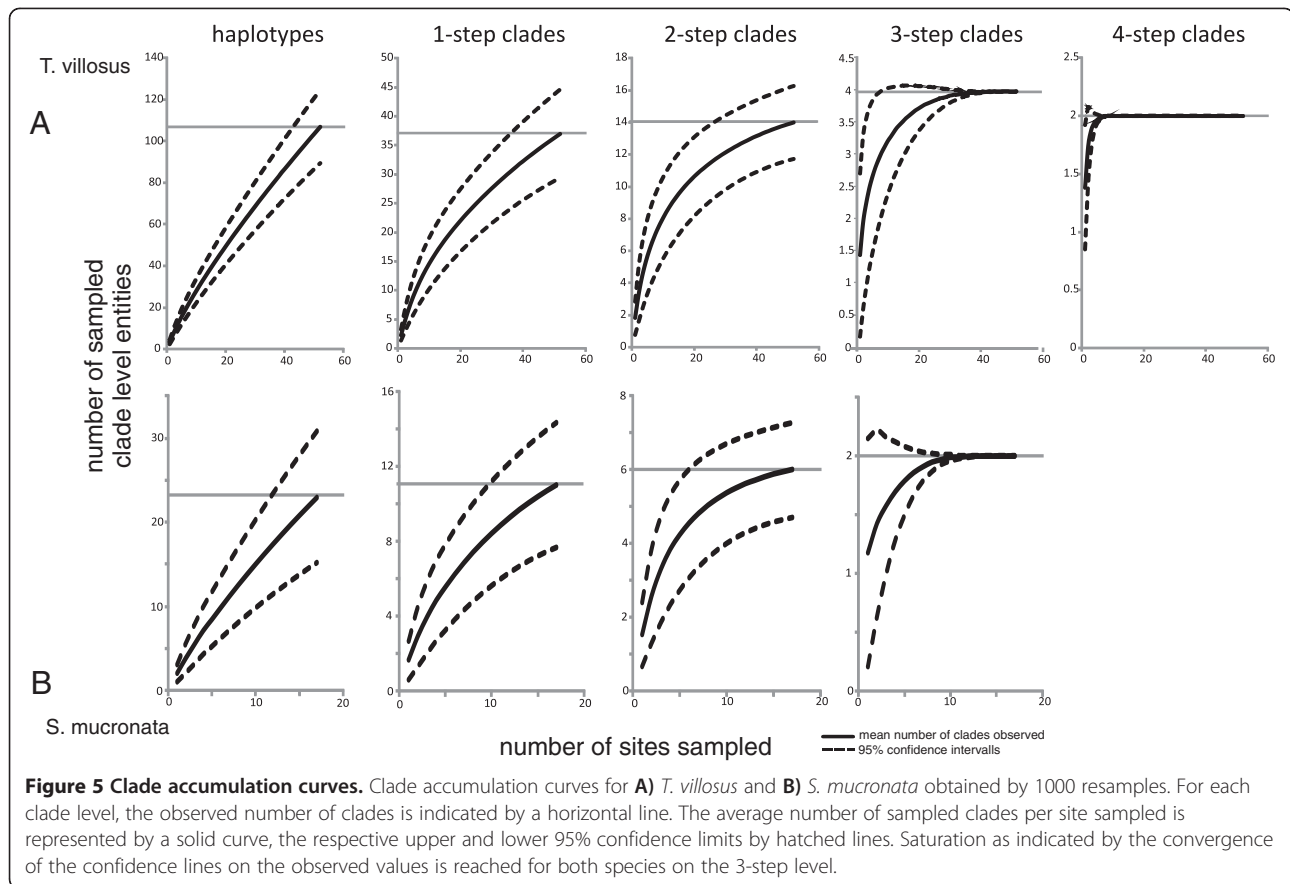 haplotypes 1-step clades 2-step clades 3-step clades 4-step clades
T. villosus
A
140 120 100 80 60 40 20 0
0 20 40 60
50 45 40 35 30 25 20 15 10 5 0
0 20 40 60
18 16 14 12 10 8 6 4 2 0
0 20 40 60
4.5 4 3.5 3 2.5 2 1.5 1 0.5 0
0 20 40 60
2.5 2 1.5 1 0.5 0
0 20 40 60
number of sampled
clade level entities
B
S. mucronata
30 20 10 0
0 10 20
16 14 12 10 8 6 4 2 0
0 10 20
8 6 4 2 0
0 10 20
2 1 0
0 10 20
number of sites sampled
mean number of clades observed
95% confidence intervalls
Figure 5 Clade accumulation curves. Clade accumulation curves for A) T. villosus and B) S. mucronata obtained by 1000 resamples. For each
clade level, the observed number of clades is indicated by a horizontal line. The average number of sampled clades per site sampled is
represented by a solid curve, the respective upper and lower 95% confidence limits by hatched lines. Saturation as indicated by the convergence
of the confidence lines on the observed values is reached for both species on the 3-step level.